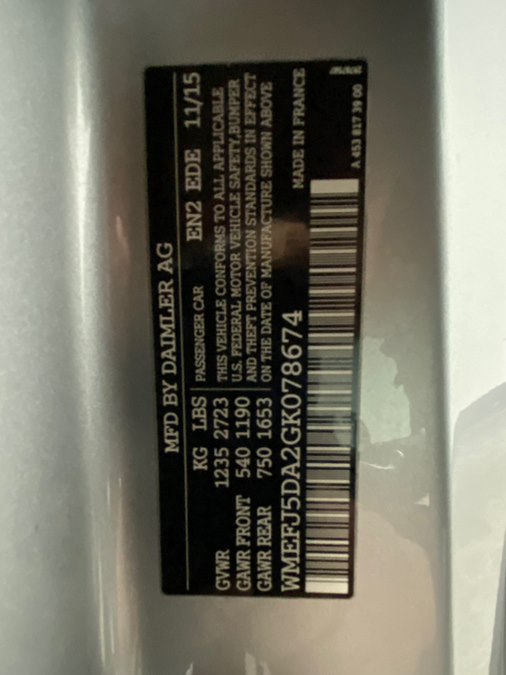 MFD BY DAIMLER AG
KG LBS PASSENGER CAR EN2 EDE 11/15
GVWR 1235 2723 THIS VEHICLE CONFORMS TO ALL APPLICABLE
GAWR FRONT 540 1190 U.S. FEDERAL MOTOR VEHICLE SAFETY, BUMPER
GAWR REAR 750 1653 AND THEFT PREVENTION STANDARDS IN EFFECT
ON THE DATE OF MANUFACTURE SHOWN ABOVE
WMEFJ5DA2GK078674 MADE IN FRANCE
A 453 817 39 00